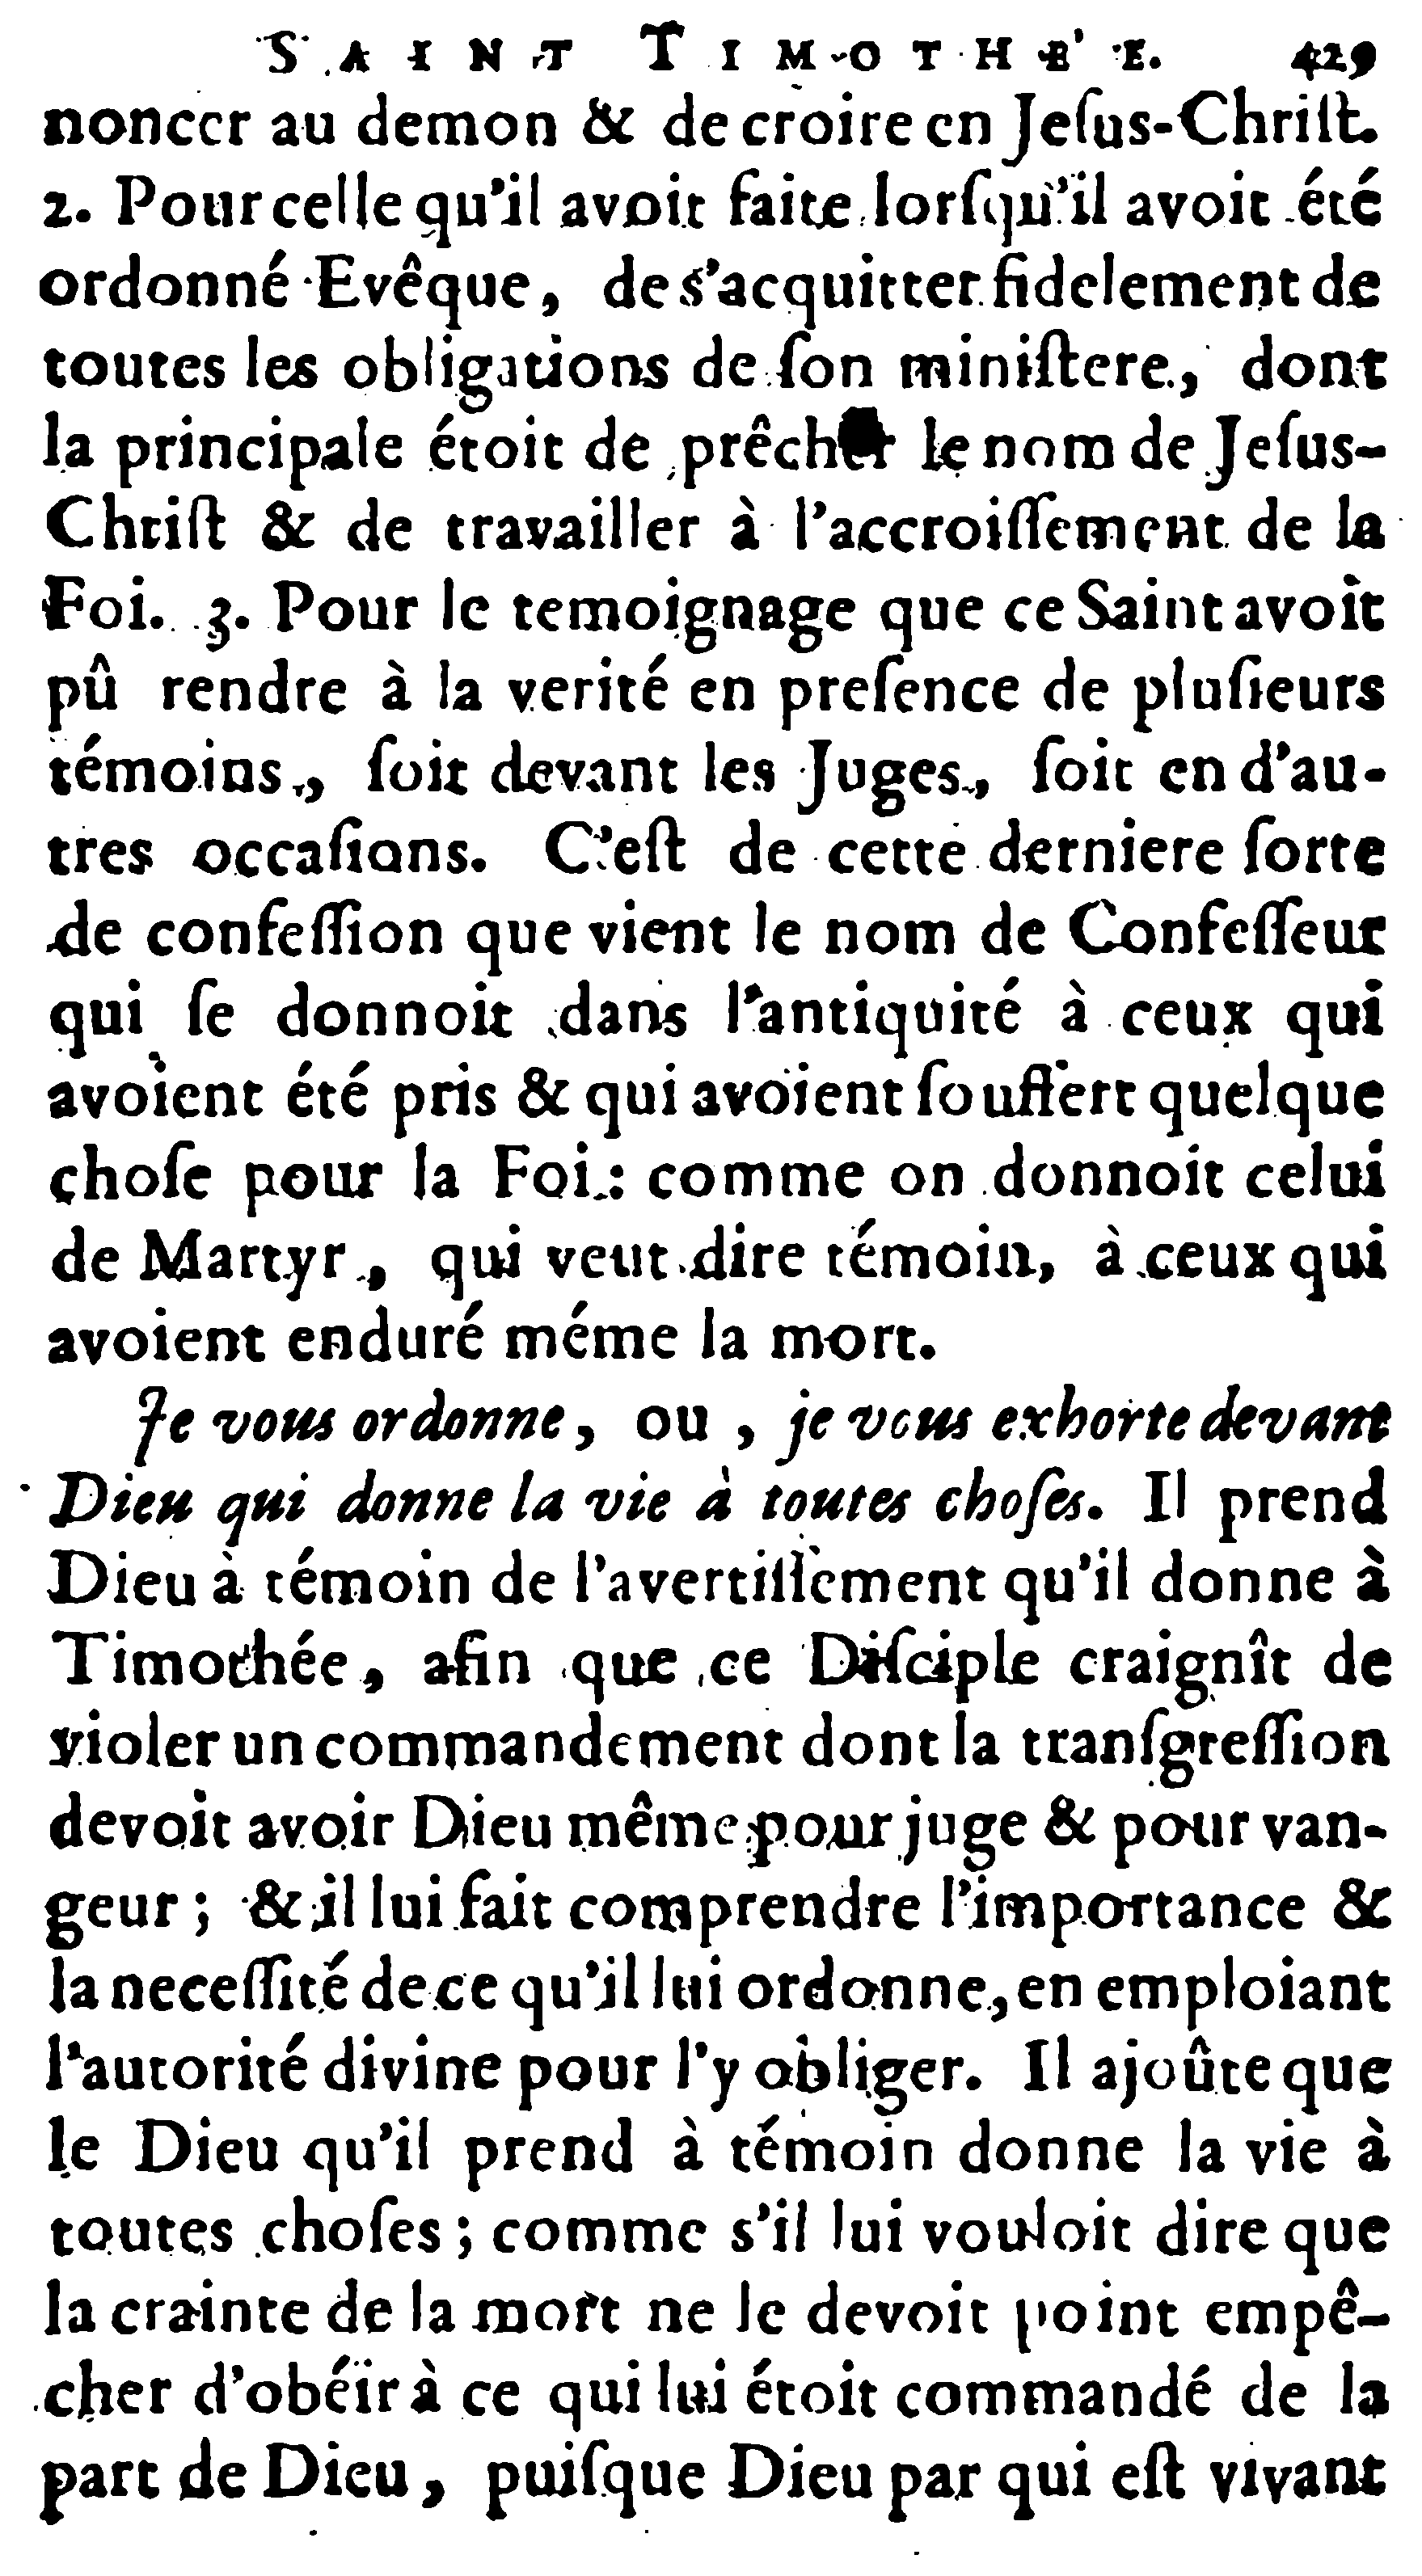 SAINT TIMOTHE'E. 429
noncer au demon & de croire en Jeſus-Chriſt.
2. Pour celle qu'il avoit faite lorſqu'il avoit été
ordonné Evêque, de s'acquitter fidelement de
toutes les obligations de ſon miniſtere, dont
la principale étoit de prêcher le nom de Jeſus-
Chriſt & de travailler à l'accroiſſement de la
Foi. 3. Pour le temoignage que ce Saint avoit
pû rendre à la verité en preſence de pluſieurs
témoins, ſoit devant les Juges, ſoit en d'au-
tres occaſions. C'eſt de cette derniere ſorte
de confeſſion que vient le nom de Confeſſeur
qui ſe donnoit dans l'antiquité à ceux qui
avoient été pris & qui avoient ſouffert quelque
choſe pour la Foi : comme on donnoit celui
de Martyr, qui veut dire témoin, à ceux qui
avoient enduré méme la mort.
Je vous ordonne, ou, je vous exhorte devant
Dieu qui donne la vie à toutes choſes. Il prend
Dieu à témoin de l'avertiſſement qu'il donne à
Timothée, afin que ce Diſciple craignît de
violer un commandement dont la tranſgreſſion
devoit avoir Dieu même pour juge & pour van-
geur ; & il lui fait comprendre l'importance &
la neceſſité de ce qu'il lui ordonne, en emploiant
l'autorité divine pour l'y obliger. Il ajoûte que
le Dieu qu'il prend à témoin donne la vie à
toutes choſes ; comme s'il lui vouloit dire que
la crainte de la mort ne le devoit point empê-
cher d'obéïr à ce qui lui étoit commandé de la
part de Dieu, puiſque Dieu par qui eſt vivant